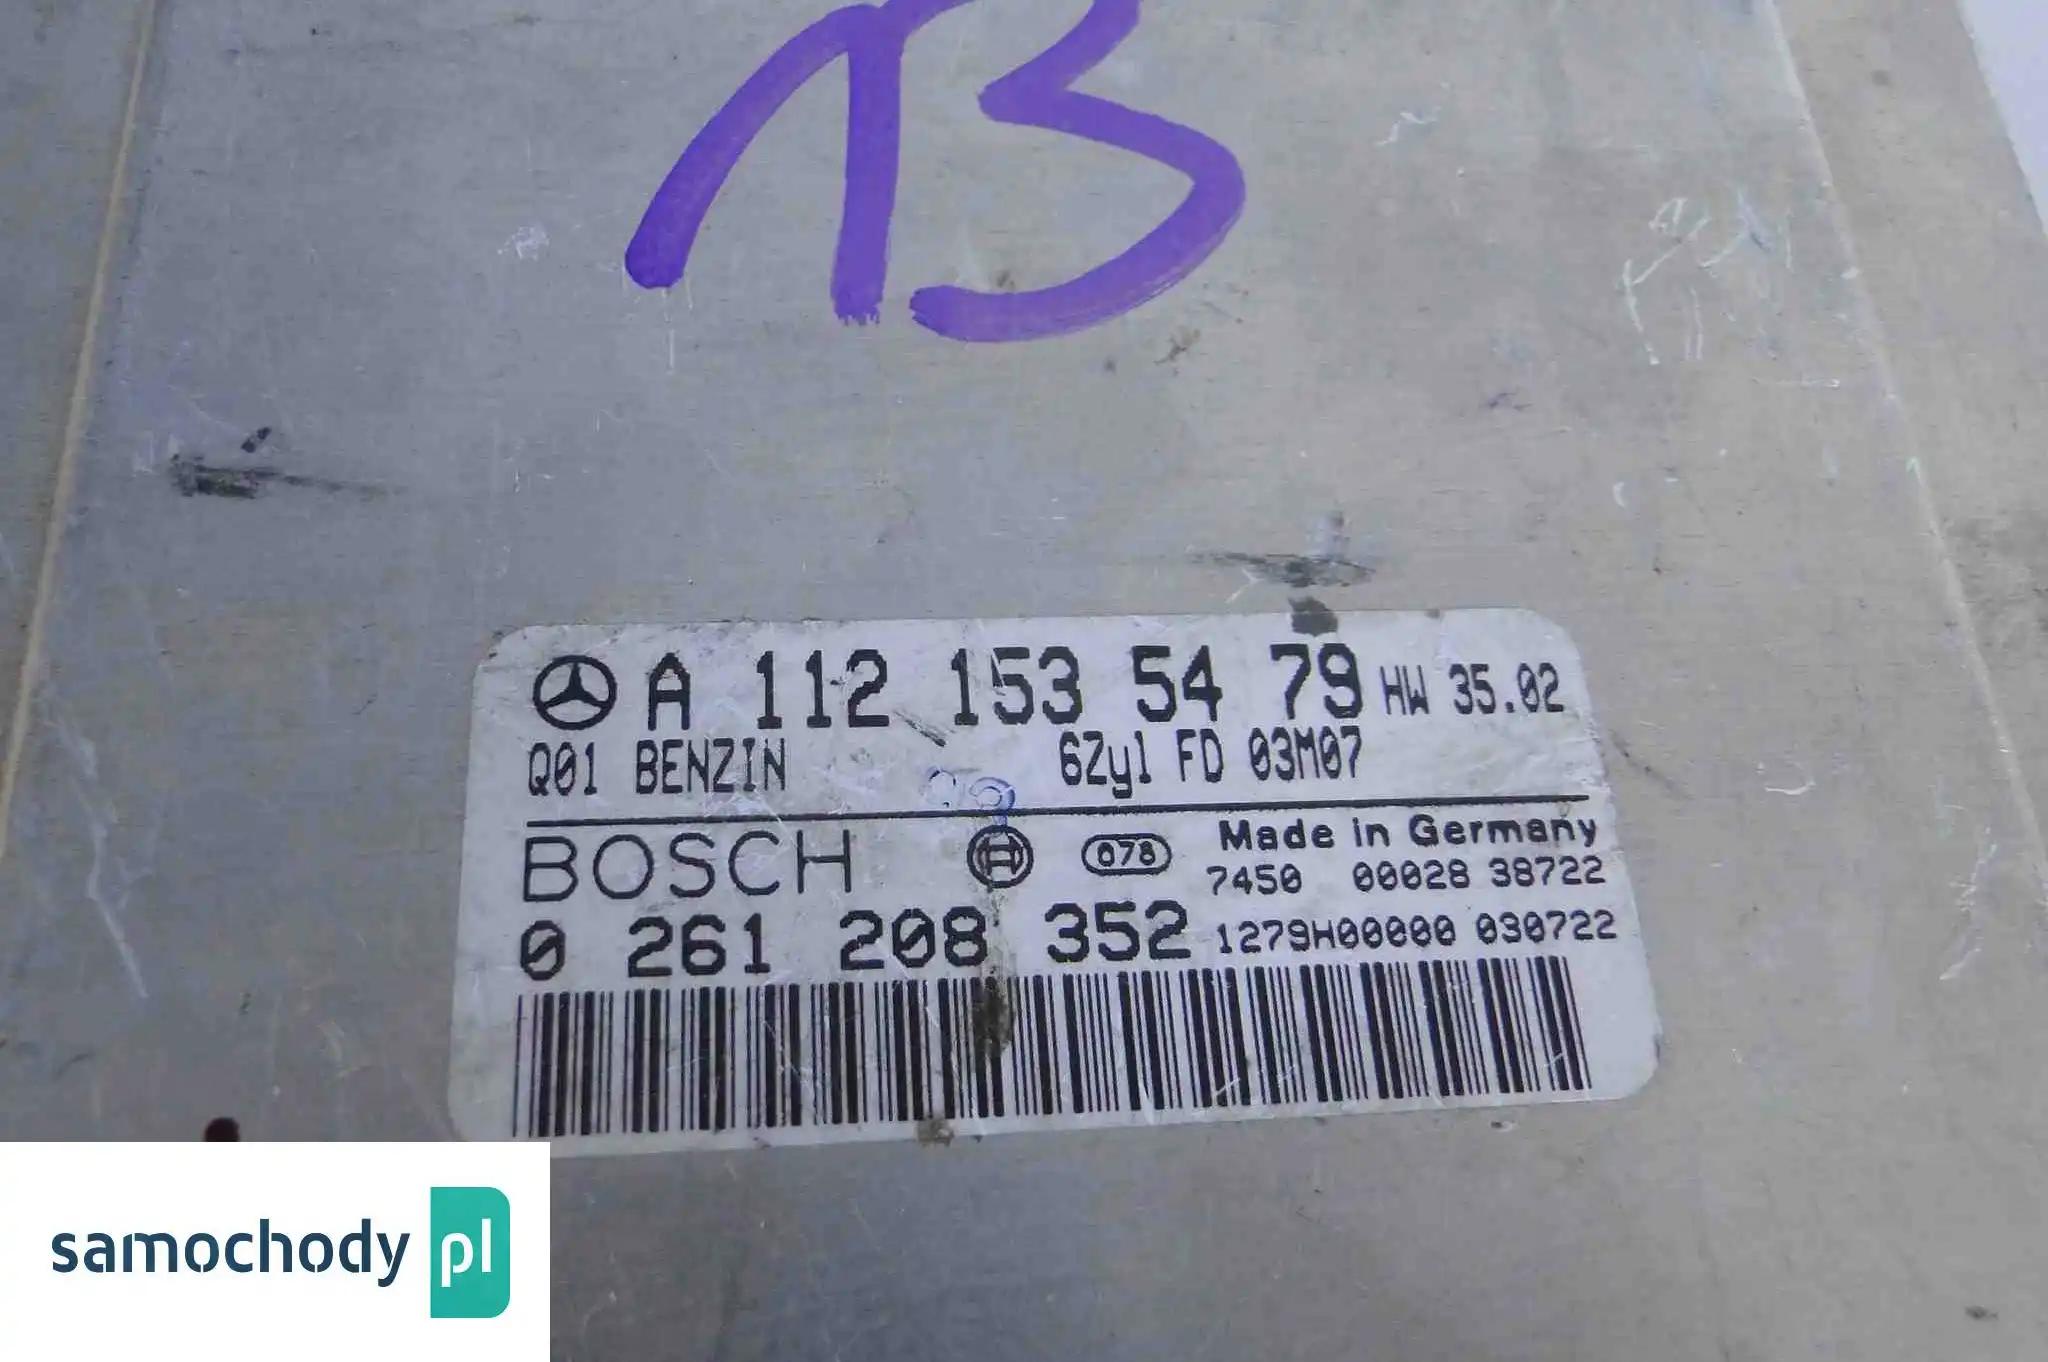 13
A 112 153 54 79 HW 35.02
Q01 BENZIN 6Zyl FD 03M07
BOSCH 078 Made in Germany
7450 00028 38722
0 261 208 352 1279H00000 030722
samochody pl